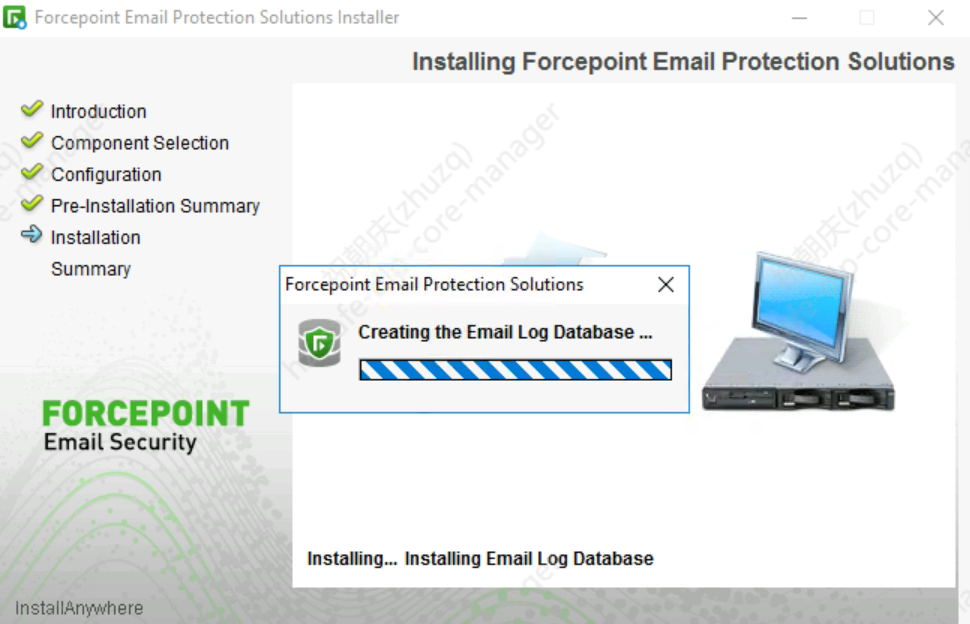 Forcepoint Email Protection Solutions Installer
Installing Forcepoint Email Protection Solutions
Introduction
Component Selection
Configuration
Pre-Installation Summary
Installation
Summary
Forcepoint Email Protection Solutions
Creating the Email Log Database ...
FORCEPOINT
Email Security
Installing... Installing Email Log Database
InstallAnywhere